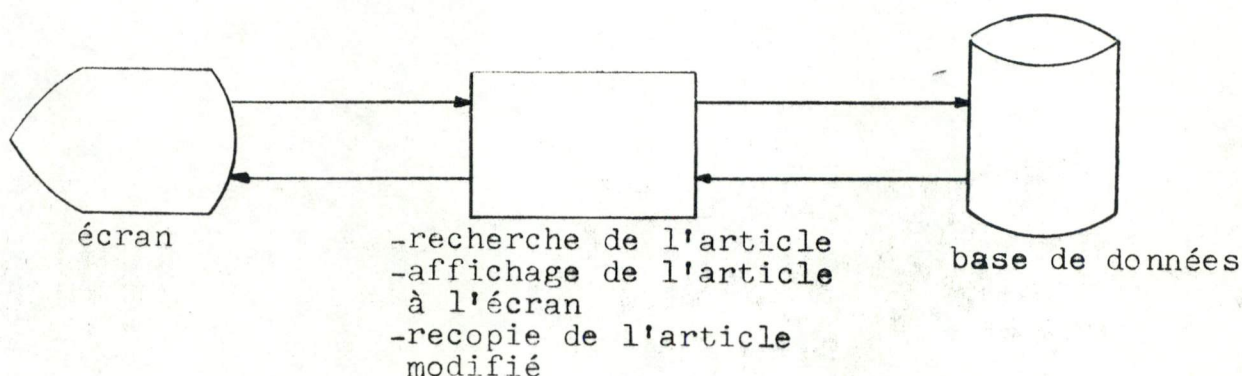 écran
-recherche de l'article
-affichage de l'article
à l'écran
-recopie de l'article
modifié
base de données